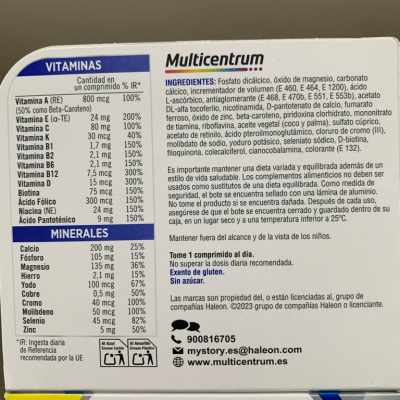 VITAMINAS
Cantidad en
un comprimido % IR*
Vitamina A (RE) 800 mcg 100%
(50% como Beta-Caroteno)
Vitamina E (α-TE) 24 mg 200%
Vitamina C 80 mg 100%
Vitamina K 30 mcg 40%
Vitamina B1 1,7 mg 150%
Vitamina B2 2,1 mg 150%
Vitamina B6 2,1 mg 150%
Vitamina B12 7,5 mcg 300%
Vitamina D 15 mcg 300%
Biotina 75 mcg 150%
Ácido Fólico 300 mcg 150%
Niacina (NE) 24 mg 150%
Ácido Pantoténico 9 mg 150%
MINERALES
Calcio 200 mg 25%
Fósforo 105 mg 15%
Magnesio 135 mg 36%
Hierro 2,1 mg 15%
Yodo 100 mcg 67%
Cobre 0,5 mg 50%
Cromo 40 mcg 100%
Molibdeno 50 mcg 100%
Selenio 45 mcg 82%
Zinc 5 mg 50%
*IR: Ingesta diaria
de Referencia
recomendada por la UE
Al Azul
Envase Cartón
Al Amarillo
Envase Plástico
Multicentrum
INGREDIENTES: Fosfato dicálcico, óxido de magnesio, carbonato
cálcico, incrementador de volumen (E 460, E 464, E 1200), ácido
L-ascórbico, antiaglomerante (E 468, E 470b, E 551, E 553b), acetato
DL-alfa tocoferilo, nicotinamida, D-pantotenato de calcio, fumarato
ferroso, óxido de zinc, beta-caroteno, piridoxina clorhidrato, mononitrato
de tiamina, riboflavina, aceite vegetal (coco y palma), sulfato cúprico,
acetato de retinilo, ácido pteroilmonoglutámico, cloruro de cromo (III),
molibdato de sodio, yoduro potásico, selenito sódico, D-biotina,
filoquinona, colecalciferol, cianocobalamina, colorante (E 132).
Es importante mantener una dieta variada y equilibrada además de un
estilo de vida saludable. Los complementos alimenticios no deben ser
usados como sustitutos de una dieta equilibrada. Como medida de
seguridad, el bote se encuentra sellado con una lámina de aluminio.
No tome el producto si se encuentra dañada. Después de cada uso,
asegúrese de que el bote se encuentra cerrado y guardado dentro de su
caja, en un lugar seco y a una temperatura inferior a 25ºC.
Mantener fuera del alcance y de la vista de los niños.
Tome 1 comprimido al día.
No superar la dosis diaria recomendada.
Exento de gluten.
Sin azúcar.
Las marcas son propiedad del, o están licenciadas al, grupo de
compañías Haleon. ©2023 grupo de compañías Haleon o licenciante.
900816705
mystory.es@haleon.com
www.multicentrum.es